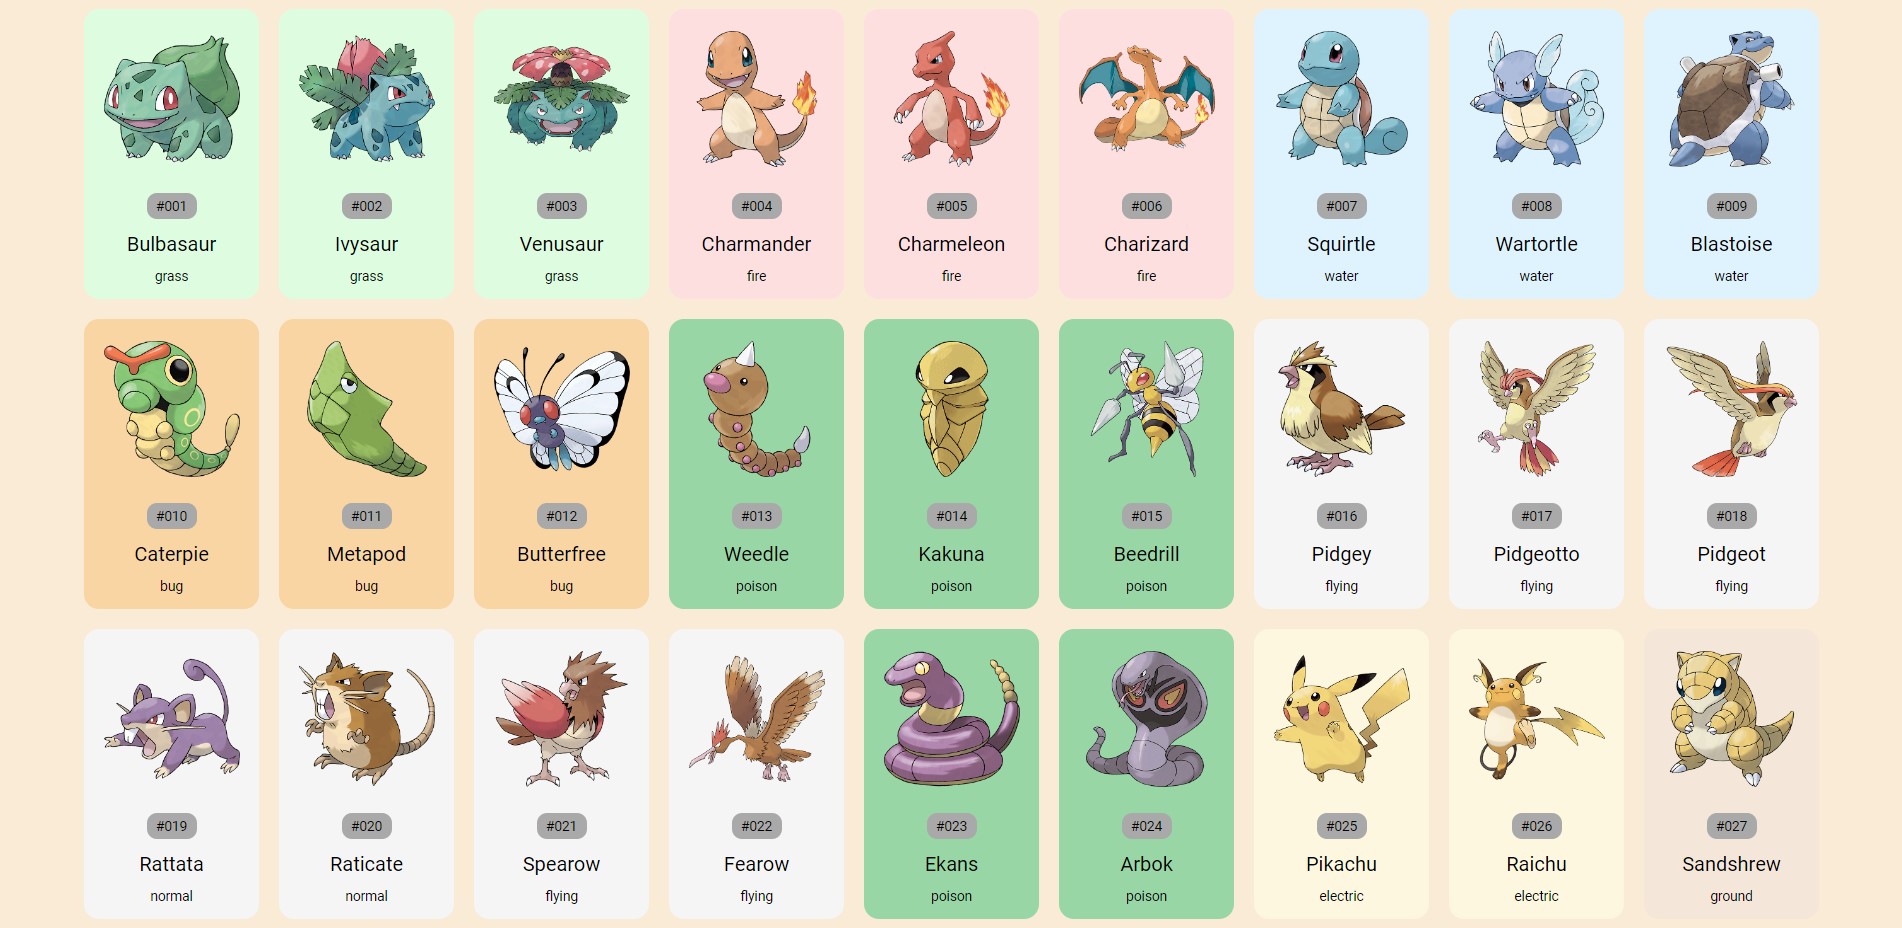 #001 #002 #003 #004 #005 #006 #007 #008 #009
Bulbasaur Ivysaur Venusaur Charmander Charmeleon Charizard Squirtle Wartortle Blastoise
grass grass grass fire fire fire water water water
#010 #011 #012 #013 #014 #015 #016 #017 #018
Caterpie Metapod Butterfree Weedle Kakuna Beedrill Pidgey Pidgeotto Pidgeot
bug bug bug poison poison poison flying flying flying
#019 #020 #021 #022 #023 #024 #025 #026 #027
Rattata Raticate Spearow Fearow Ekans Arbok Pikachu Raichu Sandshrew
normal normal flying flying poison poison electric electric ground